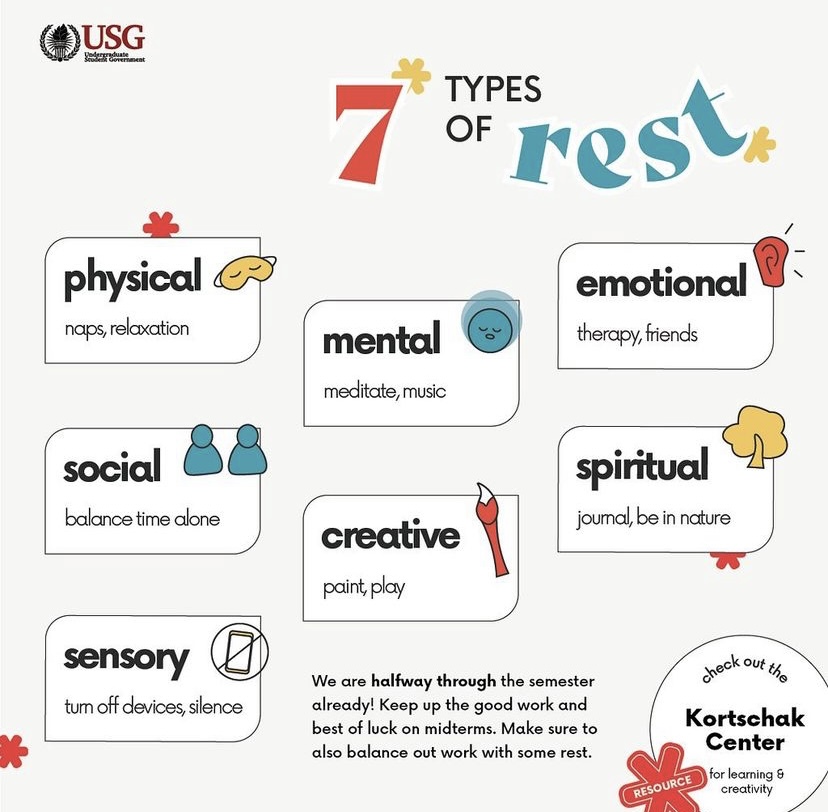 USG
Undergraduate
Student Government
7 TYPES
OF rest
physical
naps, relaxation
mental
meditate, music
emotional
therapy, friends
social
balance time alone
creative
paint, play
spiritual
journal, be in nature
sensory
turn off devices, silence
We are halfway through the semester
already! Keep up the good work and
best of luck on midterms. Make sure to
also balance out work with some rest.
check out the
Kortschak
Center
for learning &
creativity
RESOURCE